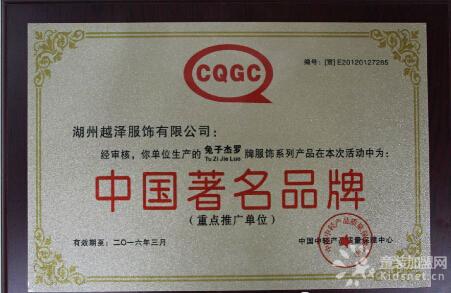 CQGC
编号：[贾]E20120127285
湖州越泽服饰有限公司：
经审核，你单位生产的 兔子杰罗 牌服饰系列产品在本次活动中为：
Tu Zi Jie Luo
中国著名品牌
（重点推广单位）
有效期至：二〇一六年三月
中国中轻产品质量保障中心
童装加盟网
Kidsnet.cn